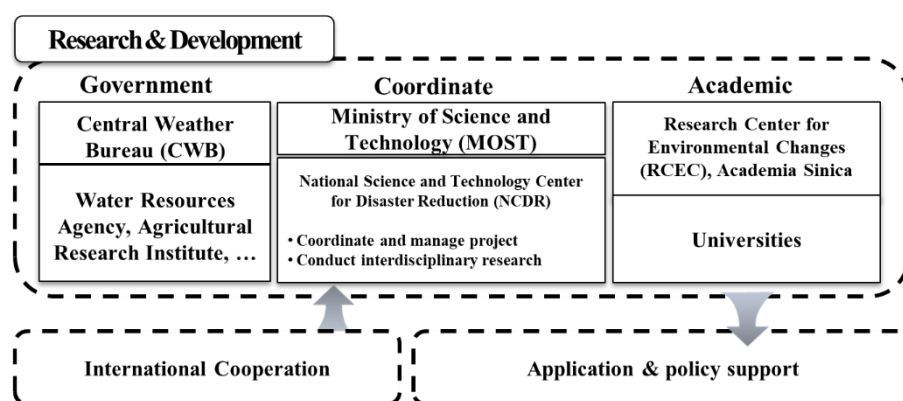 Research & Development
Government
Central Weather
Bureau (CWB)
Water Resources
Agency, Agricultural
Research Institute, …
Coordinate
Ministry of Science and
Technology (MOST)
National Science and Technology Center
for Disaster Reduction (NCDR)
• Coordinate and manage project
• Conduct interdisciplinary research
Academic
Research Center for
Environmental Changes
(RCEC), Academia Sinica
Universities
International Cooperation
Application & policy support